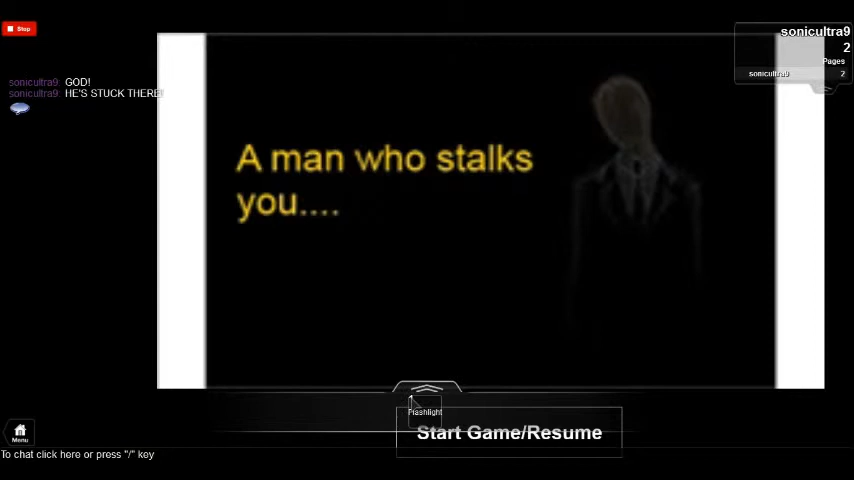 Stop
sonicultra9
2
Pages
sonicultra9 2
sonicultra9: GOD!
sonicultra9: HE'S STUCK THERE!
A man who stalks
you....
Flashlight
Start Game/Resume
Menu
To chat click here or press "/" key